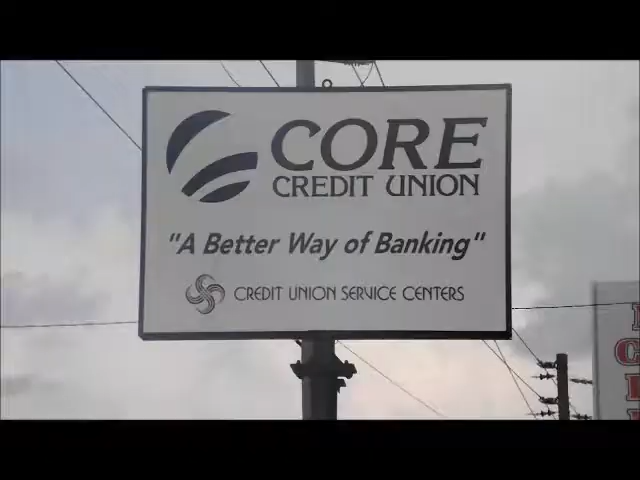 CORE
CREDIT UNION
"A Better Way of Banking"
CREDIT UNION SERVICE CENTERS